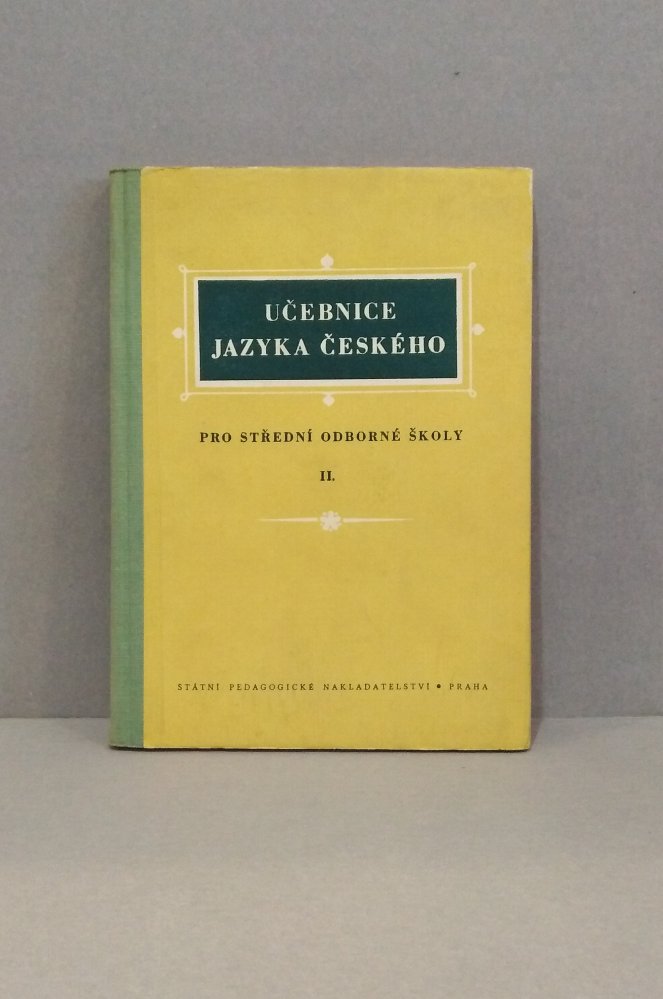 UČEBNICE
JAZYKA ČESKÉHO
PRO STŘEDNÍ ODBORNÉ ŠKOLY
II.
STÁTNÍ PEDAGOGICKÉ NAKLADATELSTVÍ • PRAHA